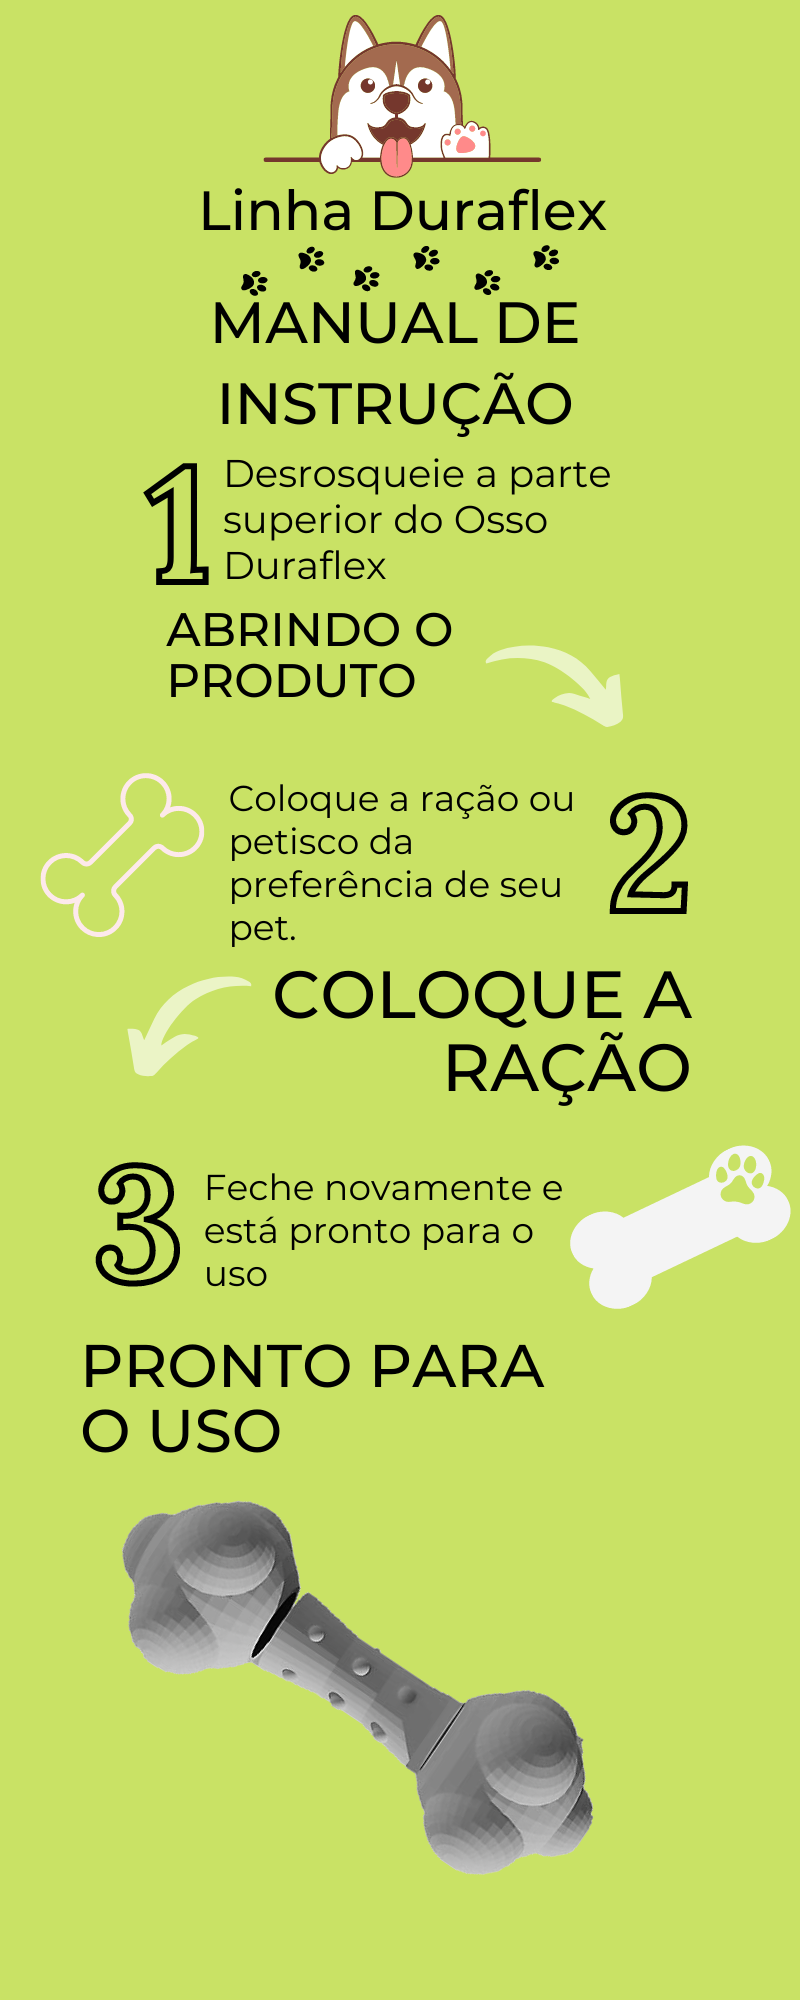 Linha Duraflex
MANUAL DE
INSTRUÇÃO
1
Desrosqueie a parte
superior do Osso
Duraflex
ABRINDO O
PRODUTO
Coloque a ração ou
petisco da
preferência de seu
pet.
2
COLOQUE A
RAÇÃO
3
Feche novamente e
está pronto para o
uso
PRONTO PARA
O USO